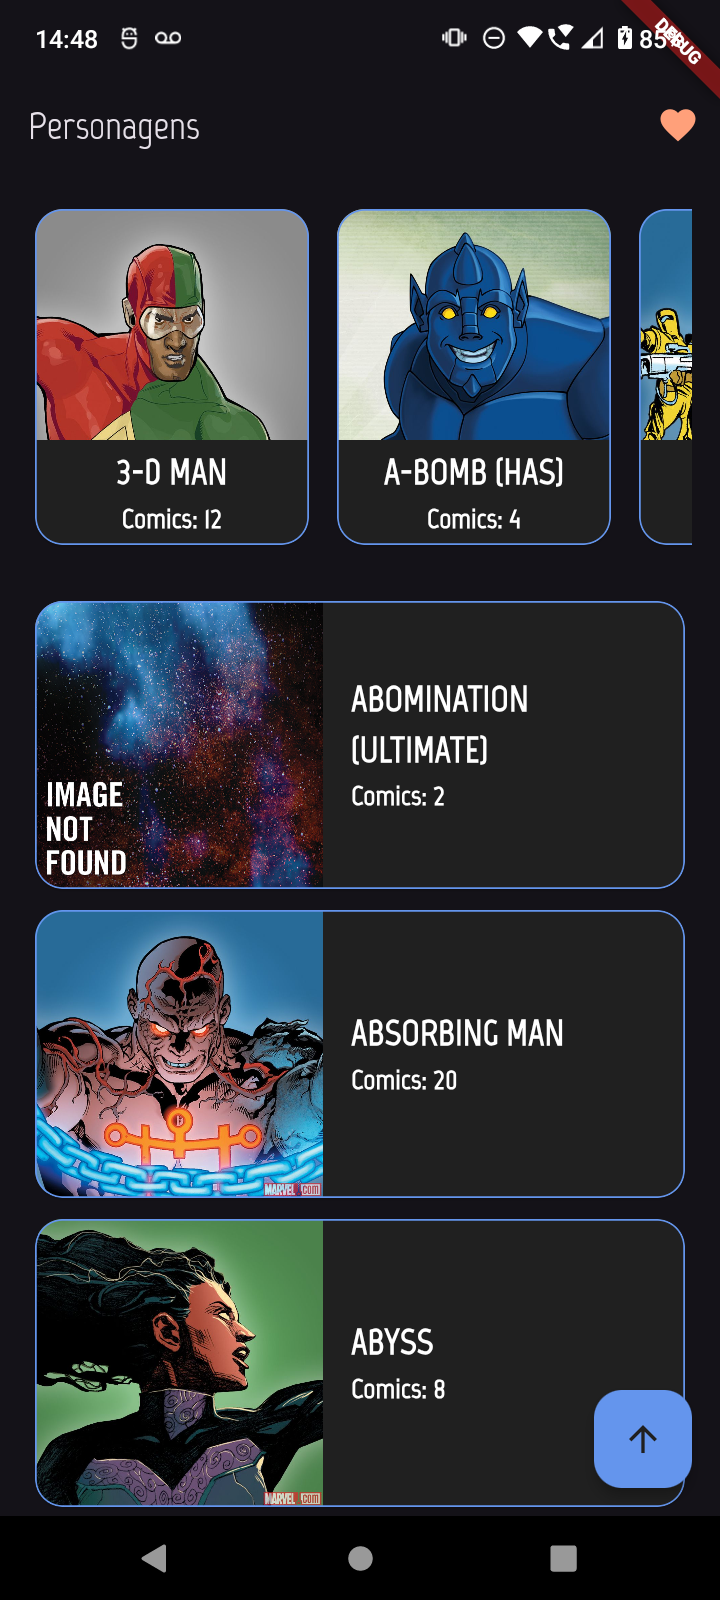 14:48
85
DEBUG
Personagens
3-D MAN
Comics: 12
A-BOMB (HAS)
Comics: 4
IMAGE
NOT
FOUND
ABOMINATION
(ULTIMATE)
Comics: 2
MARVEL.com
ABSORBING MAN
Comics: 20
MARVEL.com
ABYSS
Comics: 8